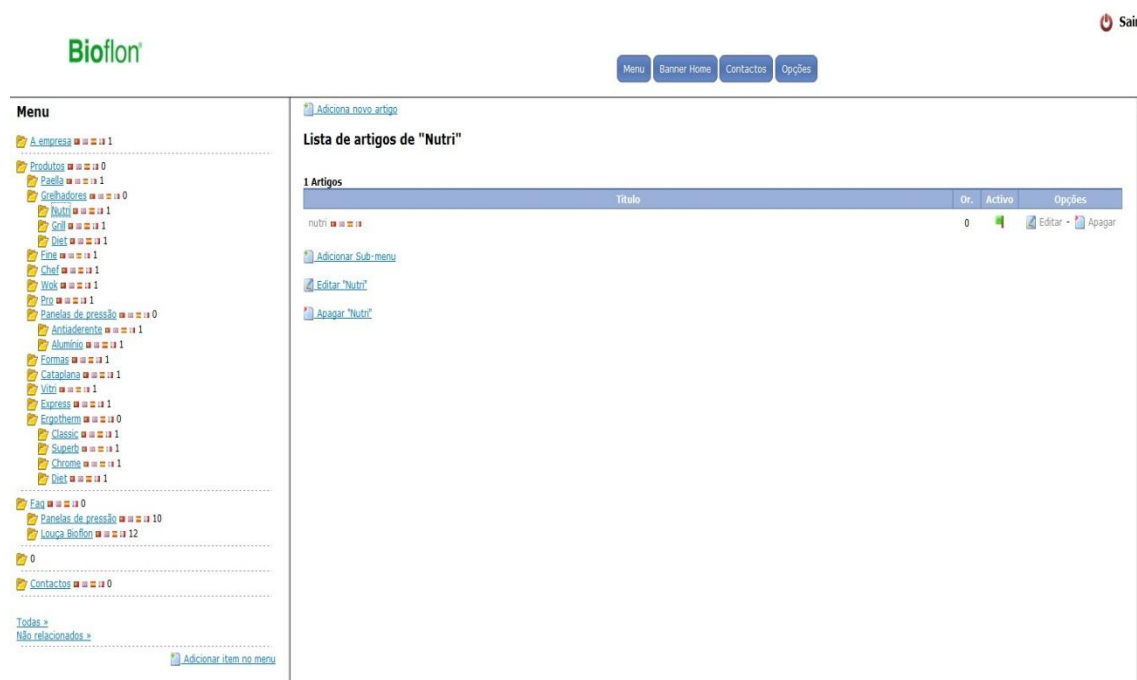 Sair
Bioflon
Menu Banner Home Contactos Opções
Menu
A empresa 1
Produtos 0
Paella 1
Grelhadores 0
Nutri 1
Grill 1
Diet 1
Fine 1
Chef 1
Wok 1
Pro 1
Panelas de pressão 0
Antiaderente 1
Alumínio 1
Formas 1
Cataplana 1
Vitri 1
Express 1
Ergotherm 0
Classic 1
Superb 1
Chrome 1
Diet 1
Faq 0
Panelas de pressão 10
Louça Bioflon 12
0
Contactos 0
Todas »
Não relacionados »
Adicionar item no menu
Adiciona novo artigo
Lista de artigos de "Nutri"
1 Artigos
Titulo Or. Activo Opções
nutri 0 Editar - Apagar
Adicionar Sub-menu
Editar "Nutri"
Apagar "Nutri"